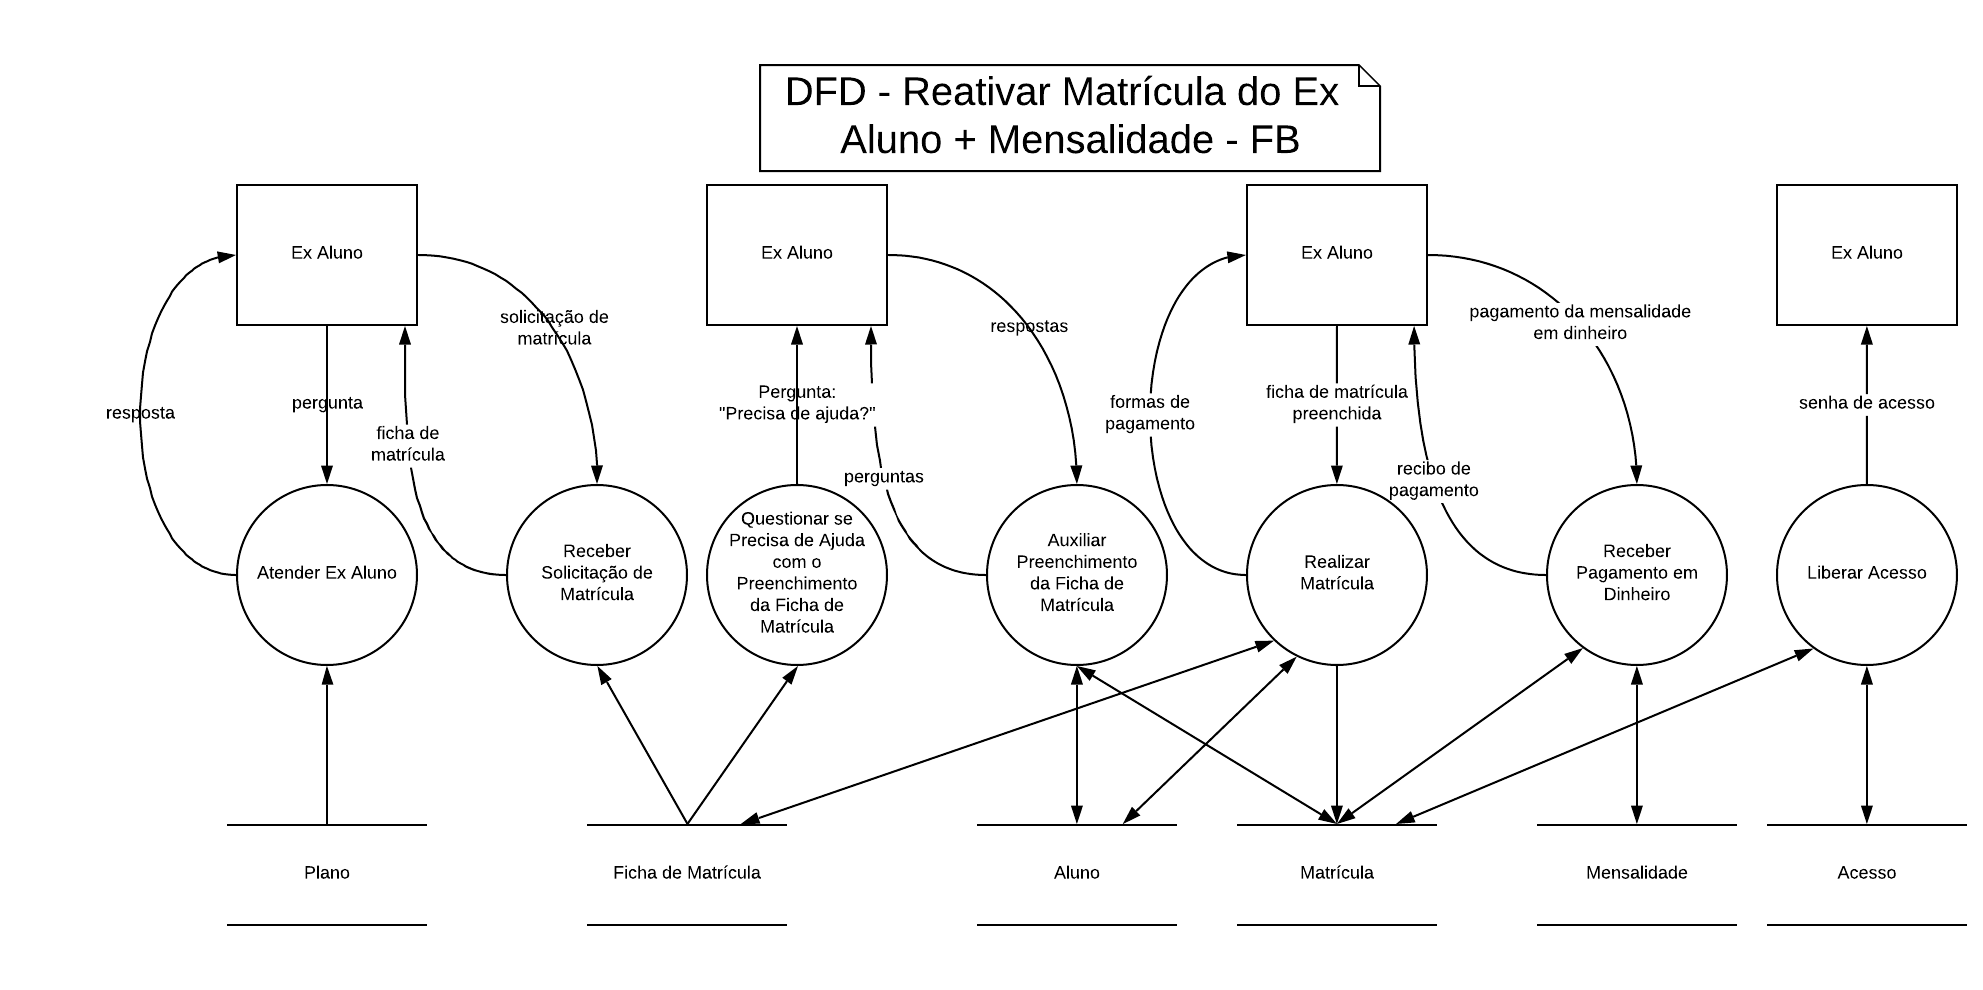 DFD - Reativar Matrícula do Ex
Aluno + Mensalidade - FB
Ex Aluno
Ex Aluno
Ex Aluno
Ex Aluno
resposta
pergunta
solicitação de
matrícula
ficha de
matrícula
Pergunta:
"Precisa de ajuda?"
respostas
perguntas
formas de
pagamento
ficha de matrícula
preenchida
pagamento da mensalidade
em dinheiro
recibo de
pagamento
senha de acesso
Atender Ex Aluno
Receber
Solicitação de
Matrícula
Questionar se
Precisa de Ajuda
com o
Preenchimento
da Ficha de
Matrícula
Auxiliar
Preenchimento
da Ficha de
Matrícula
Realizar
Matrícula
Receber
Pagamento em
Dinheiro
Liberar Acesso
Plano
Ficha de Matrícula
Aluno
Matrícula
Mensalidade
Acesso